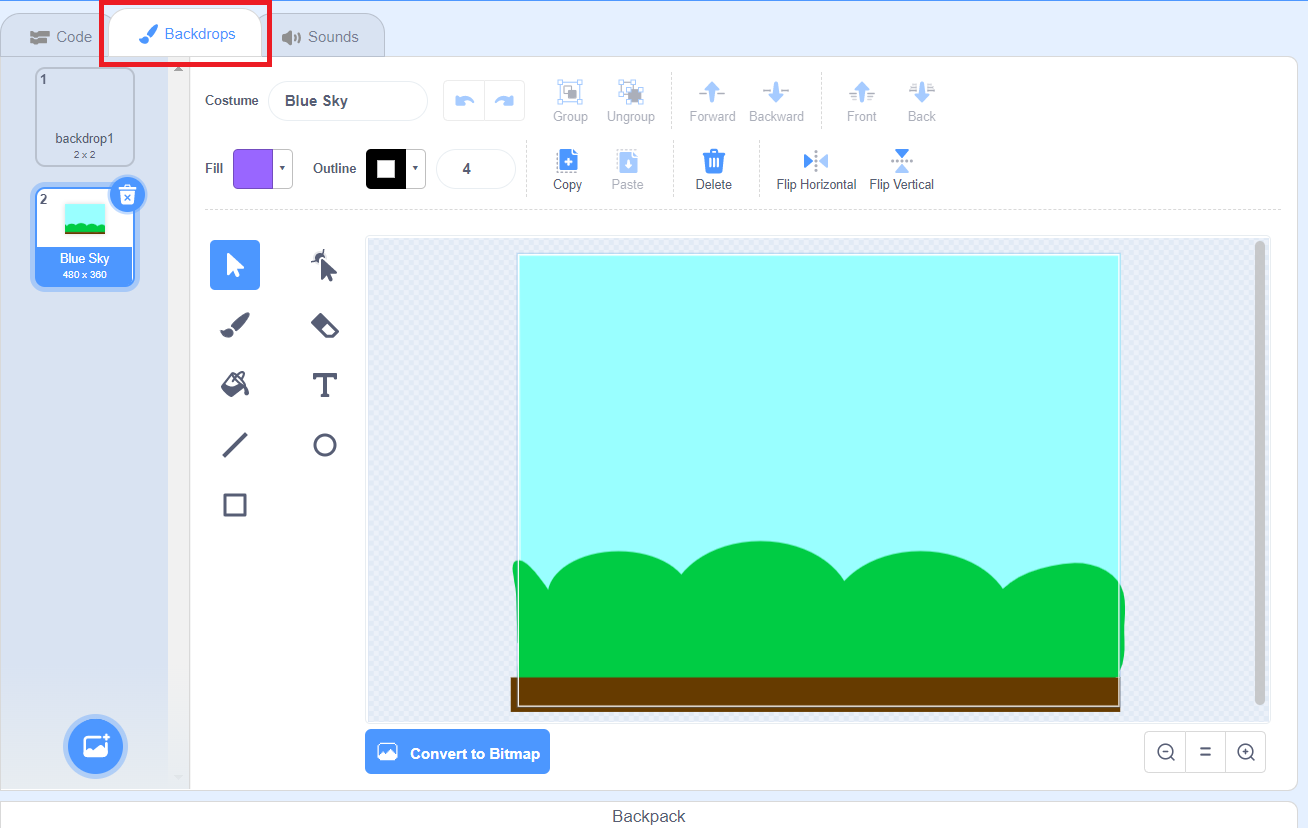 Code
Backdrops
Sounds
1
backdrop1
2 x 2
2
Blue Sky
480 x 360
Costume
Blue Sky
Group
Ungroup
Forward
Backward
Front
Back
Fill
Outline
4
Copy
Paste
Delete
Flip Horizontal
Flip Vertical
Convert to Bitmap
Backpack